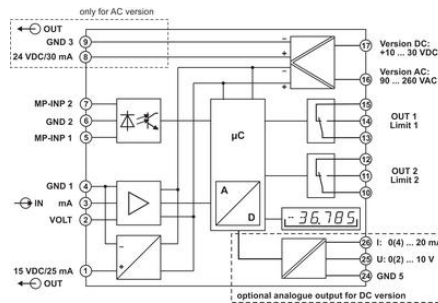 only for AC version
OUT
GND 3 9
24 VDC/30 mA 8
17 Version DC: +10 ... 30 VDC
16 Version AC: 90 ... 260 VAC
MP-INP 2 7
GND 2 6
MP-INP 1 5
µC
15
14 OUT 1 Limit 1
13
12
11 OUT 2 Limit 2
10
GND 1 4
IN mA 3
VOLT 2
A
D
- 36.785
15 VDC/25 mA 1
OUT
26 I: 0(4) ... 20 mA
25 U: 0(2) ... 10 V
24 GND 5
optional analogue output for DC version